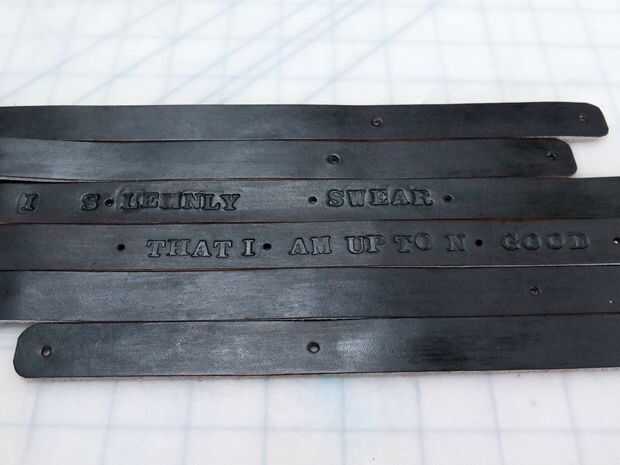 I S•LEMNLY • SWEAR •
• THAT I • AM UP TO N• GOOD •